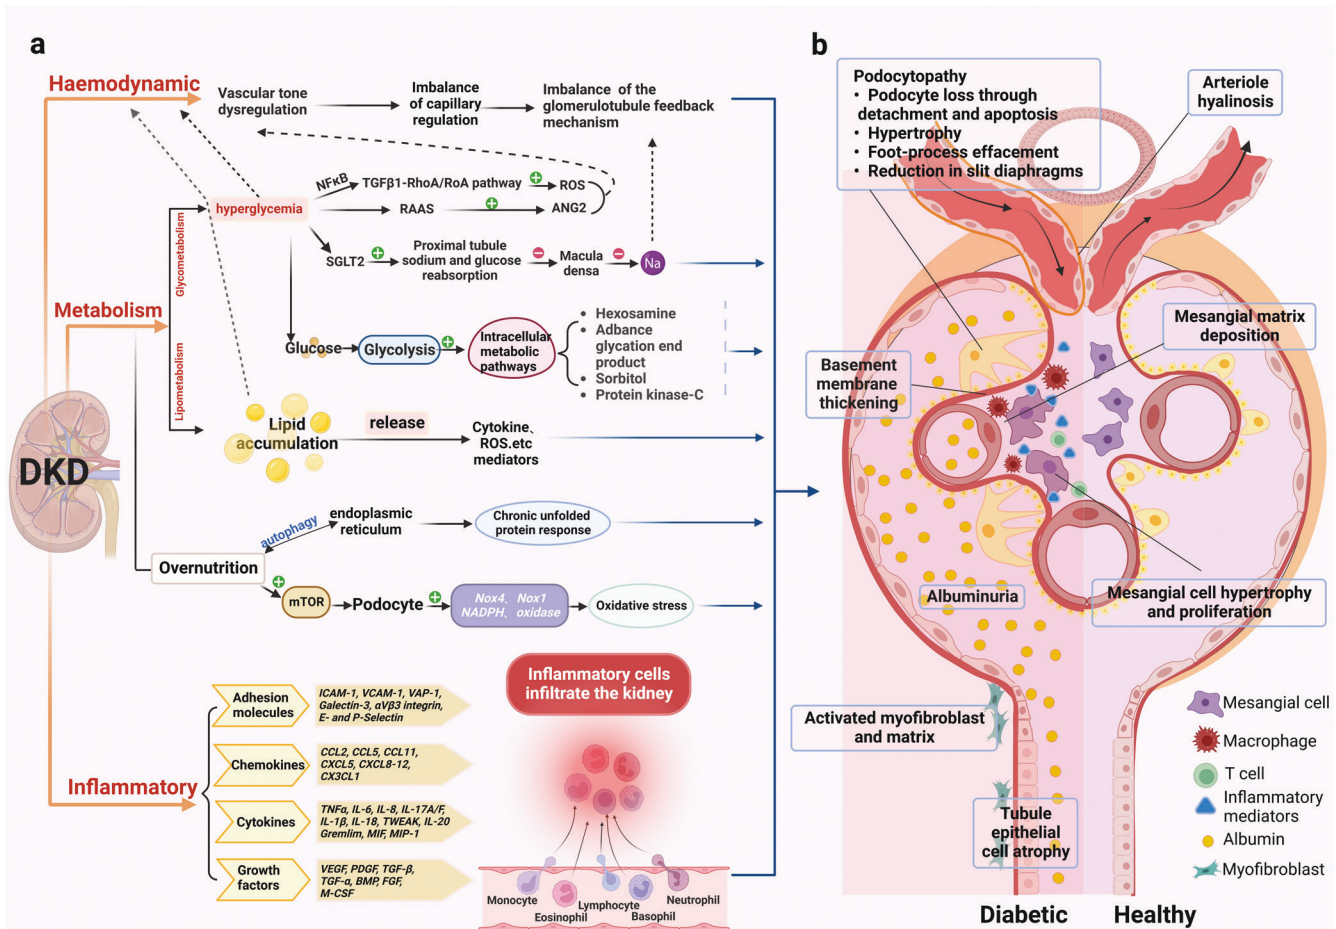 a
Haemodynamic
Vascular tone
dysregulation
Imbalance
of capillary
regulation
Imbalance of the
glomerulotubule feedback
mechanism
NFκB
TGFβ1-RhoA/RoA pathway
ROS
hyperglycemia
RAAS
ANG2
Glycometabolism
SGLT2
Proximal tubule
sodium and glucose
reabsorption
Macula
densa
Na
Metabolism
Lipometabolism
Glucose
Glycolysis
Intracellular
metabolic
pathways
• Hexosamine
• Adbance
glycation end
product
• Sorbitol
• Protein kinase-C
Lipid
accumulation
release
Cytokine、
ROS.etc
mediators
DKD
autophagy
endoplasmic
reticulum
Chronic unfolded
protein response
Overnutrition
mTOR
Podocyte
Nox4、Nox1
NADPH、oxidase
Oxidative stress
Inflammatory
Adhesion
molecules
ICAM-1, VCAM-1, VAP-1,
Galectin-3, αVβ3 integrin,
E- and P-Selectin
Chemokines
CCL2, CCL5, CCL11,
CXCL5, CXCL8-12,
CX3CL1
Cytokines
TNFα, IL-6, IL-8, IL-17A/F,
IL-1β, IL-18, TWEAK, IL-20
Gremlim, MIF, MIP-1
Growth
factors
VEGF, PDGF, TGF-β,
TGF-α, BMP, FGF,
M-CSF
Inflammatory cells
infiltrate the kidney
Monocyte
Eosinophil
Lymphocyte
Basophil
Neutrophil
b
Podocytopathy
• Podocyte loss through
detachment and apoptosis
• Hypertrophy
• Foot-process effacement
• Reduction in slit diaphragms
Arteriole
hyalinosis
Mesangial matrix
deposition
Basement
membrane
thickening
Albuminuria
Mesangial cell hypertrophy
and proliferation
Activated myofibroblast
and matrix
Tubule
epithelial
cell atrophy
Mesangial cell
Macrophage
T cell
Inflammatory
mediators
Albumin
Myofibroblast
Diabetic
Healthy